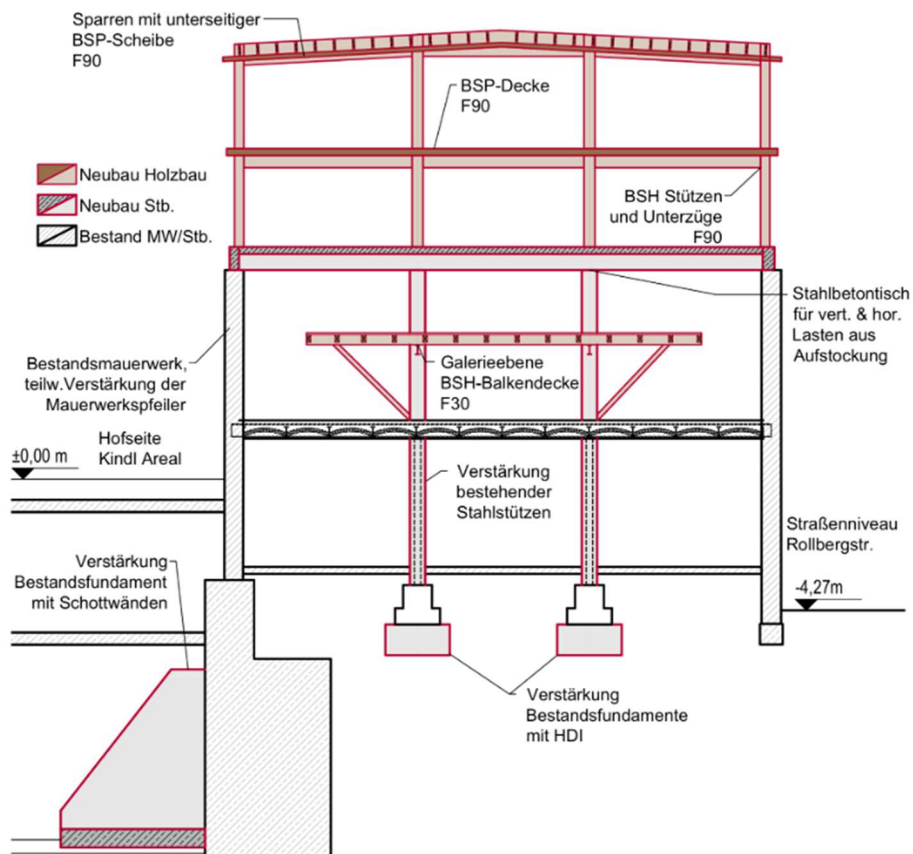 Sparren mit unterseitiger
BSP-Scheibe
F90
BSP-Decke
F90
Neubau Holzbau
Neubau Stb.
Bestand MW/Stb.
BSH Stützen
und Unterzüge
F90
Stahlbetontisch
für vert. & hor.
Lasten aus
Aufstockung
Bestandsmauerwerk,
teilw.Verstärkung der
Mauerwerkspfeiler
Galerieebene
BSH-Balkendecke
F30
Hofseite
Kindl Areal
±0,00 m
Verstärkung
bestehender
Stahlstützen
Straßenniveau
Rollbergstr.
-4,27m
Verstärkung
Bestandsfundament
mit Schottwänden
Verstärkung
Bestandsfundamente
mit HDI